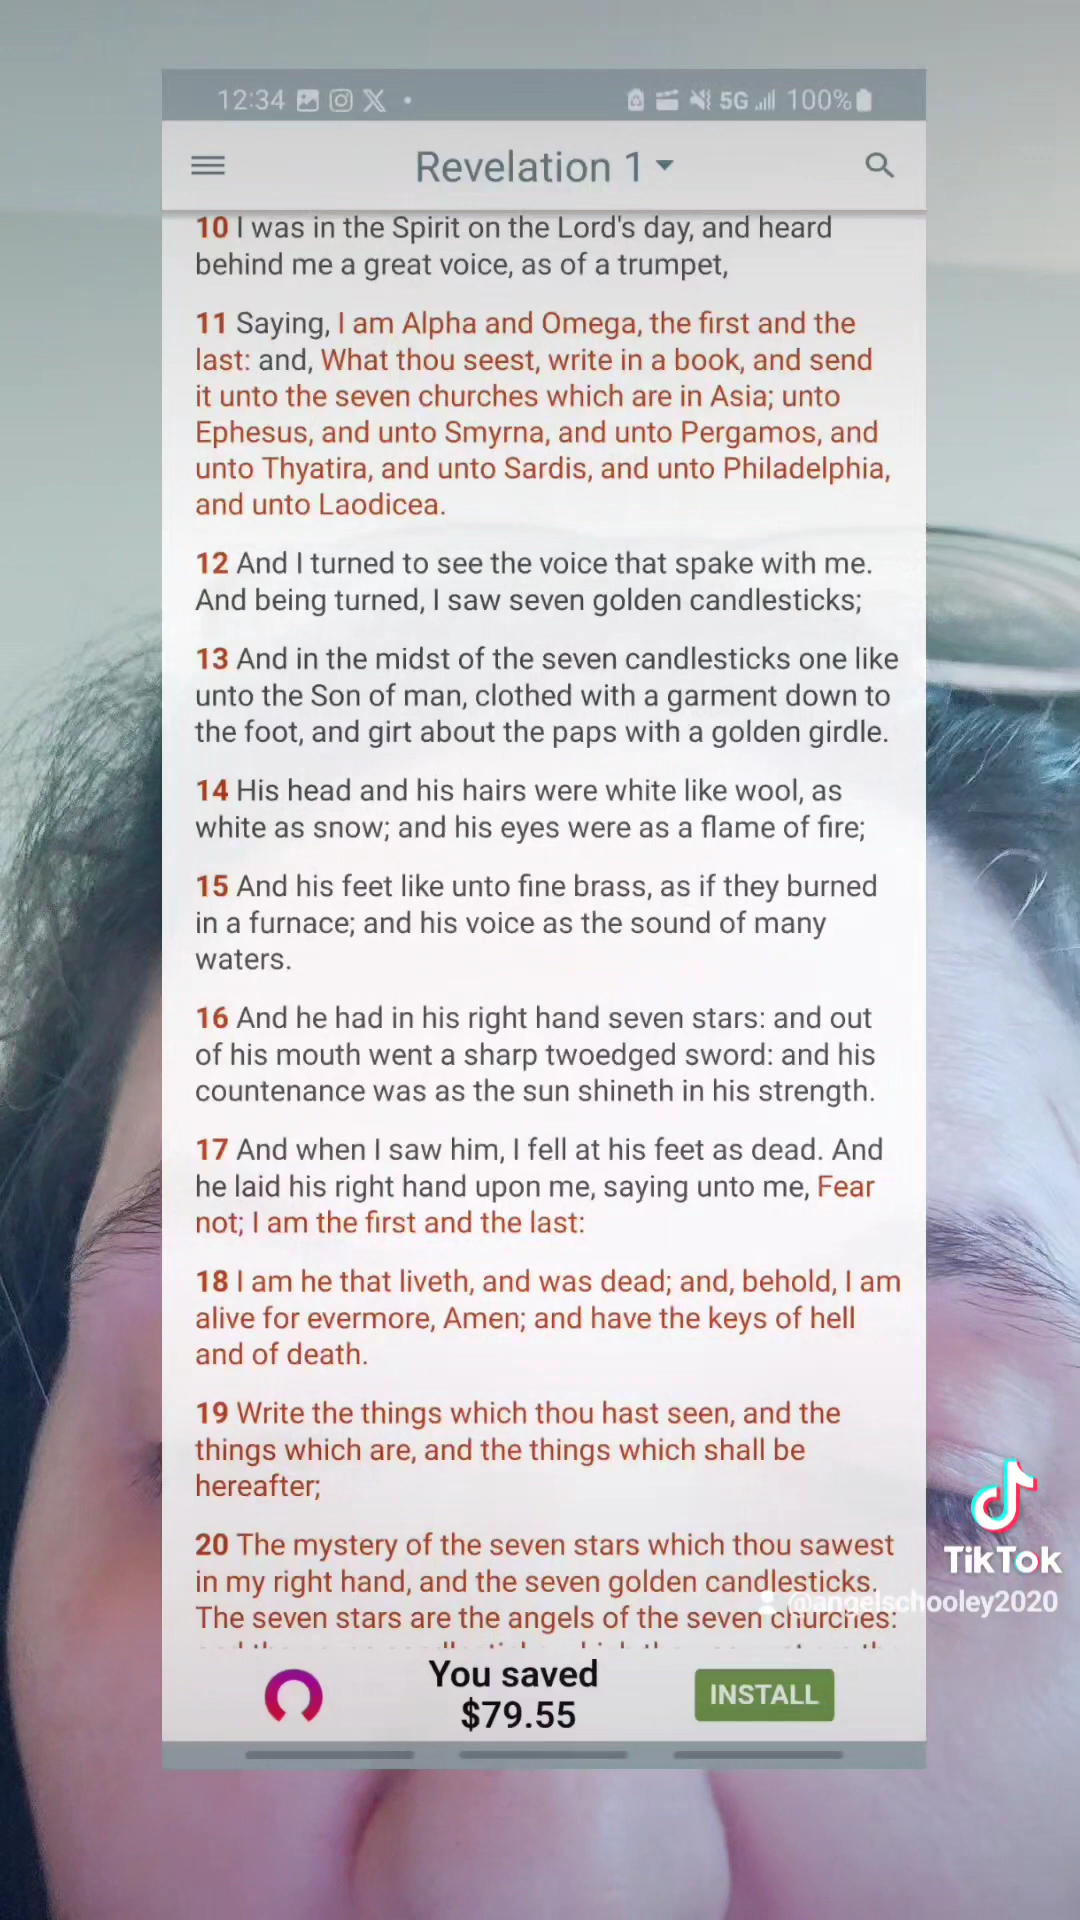 12:34
5G 100%
Revelation 1
10 I was in the Spirit on the Lord's day, and heard
behind me a great voice, as of a trumpet,
11 Saying, I am Alpha and Omega, the first and the
last: and, What thou seest, write in a book, and send
it unto the seven churches which are in Asia; unto
Ephesus, and unto Smyrna, and unto Pergamos, and
unto Thyatira, and unto Sardis, and unto Philadelphia,
and unto Laodicea.
12 And I turned to see the voice that spake with me.
And being turned, I saw seven golden candlesticks;
13 And in the midst of the seven candlesticks one like
unto the Son of man, clothed with a garment down to
the foot, and girt about the paps with a golden girdle.
14 His head and his hairs were white like wool, as
white as snow; and his eyes were as a flame of fire;
15 And his feet like unto fine brass, as if they burned
in a furnace; and his voice as the sound of many
waters.
16 And he had in his right hand seven stars: and out
of his mouth went a sharp twoedged sword: and his
countenance was as the sun shineth in his strength.
17 And when I saw him, I fell at his feet as dead. And
he laid his right hand upon me, saying unto me, Fear
not; I am the first and the last:
18 I am he that liveth, and was dead; and, behold, I am
alive for evermore, Amen; and have the keys of hell
and of death.
19 Write the things which thou hast seen, and the
things which are, and the things which shall be
hereafter;
20 The mystery of the seven stars which thou sawest
in my right hand, and the seven golden candlesticks.
The seven stars are the angels of the seven churches:
You saved
$79.55
INSTALL
TikTok
@angelschooley2020